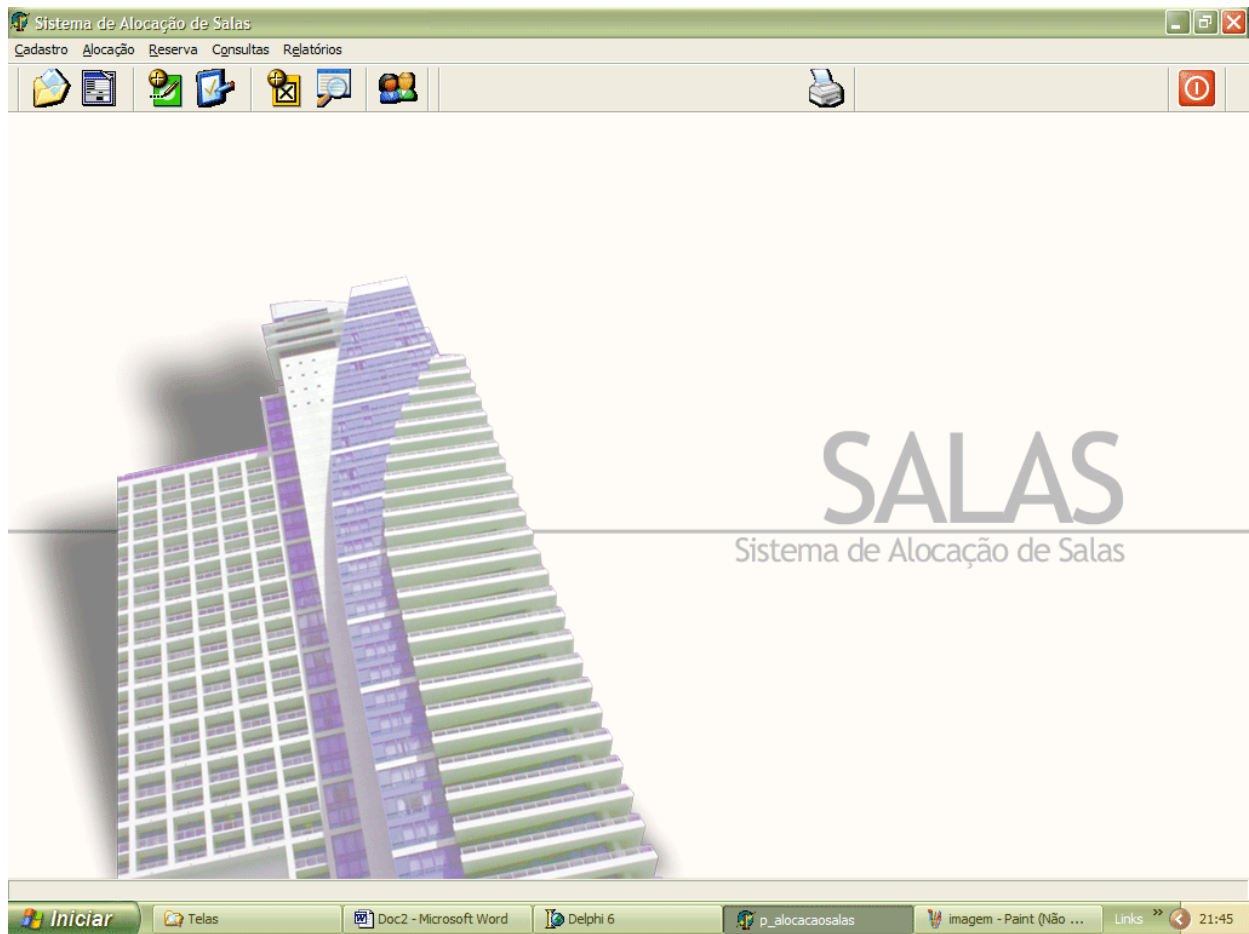 Sistema de Alocação de Salas
Cadastro Alocação Reserva Consultas Relatórios
SALAS
Sistema de Alocação de Salas
Iniciar Telas Doc2 - Microsoft Word Delphi 6 p_alocacaosalas imagem - Paint (Não ... Links » 21:45